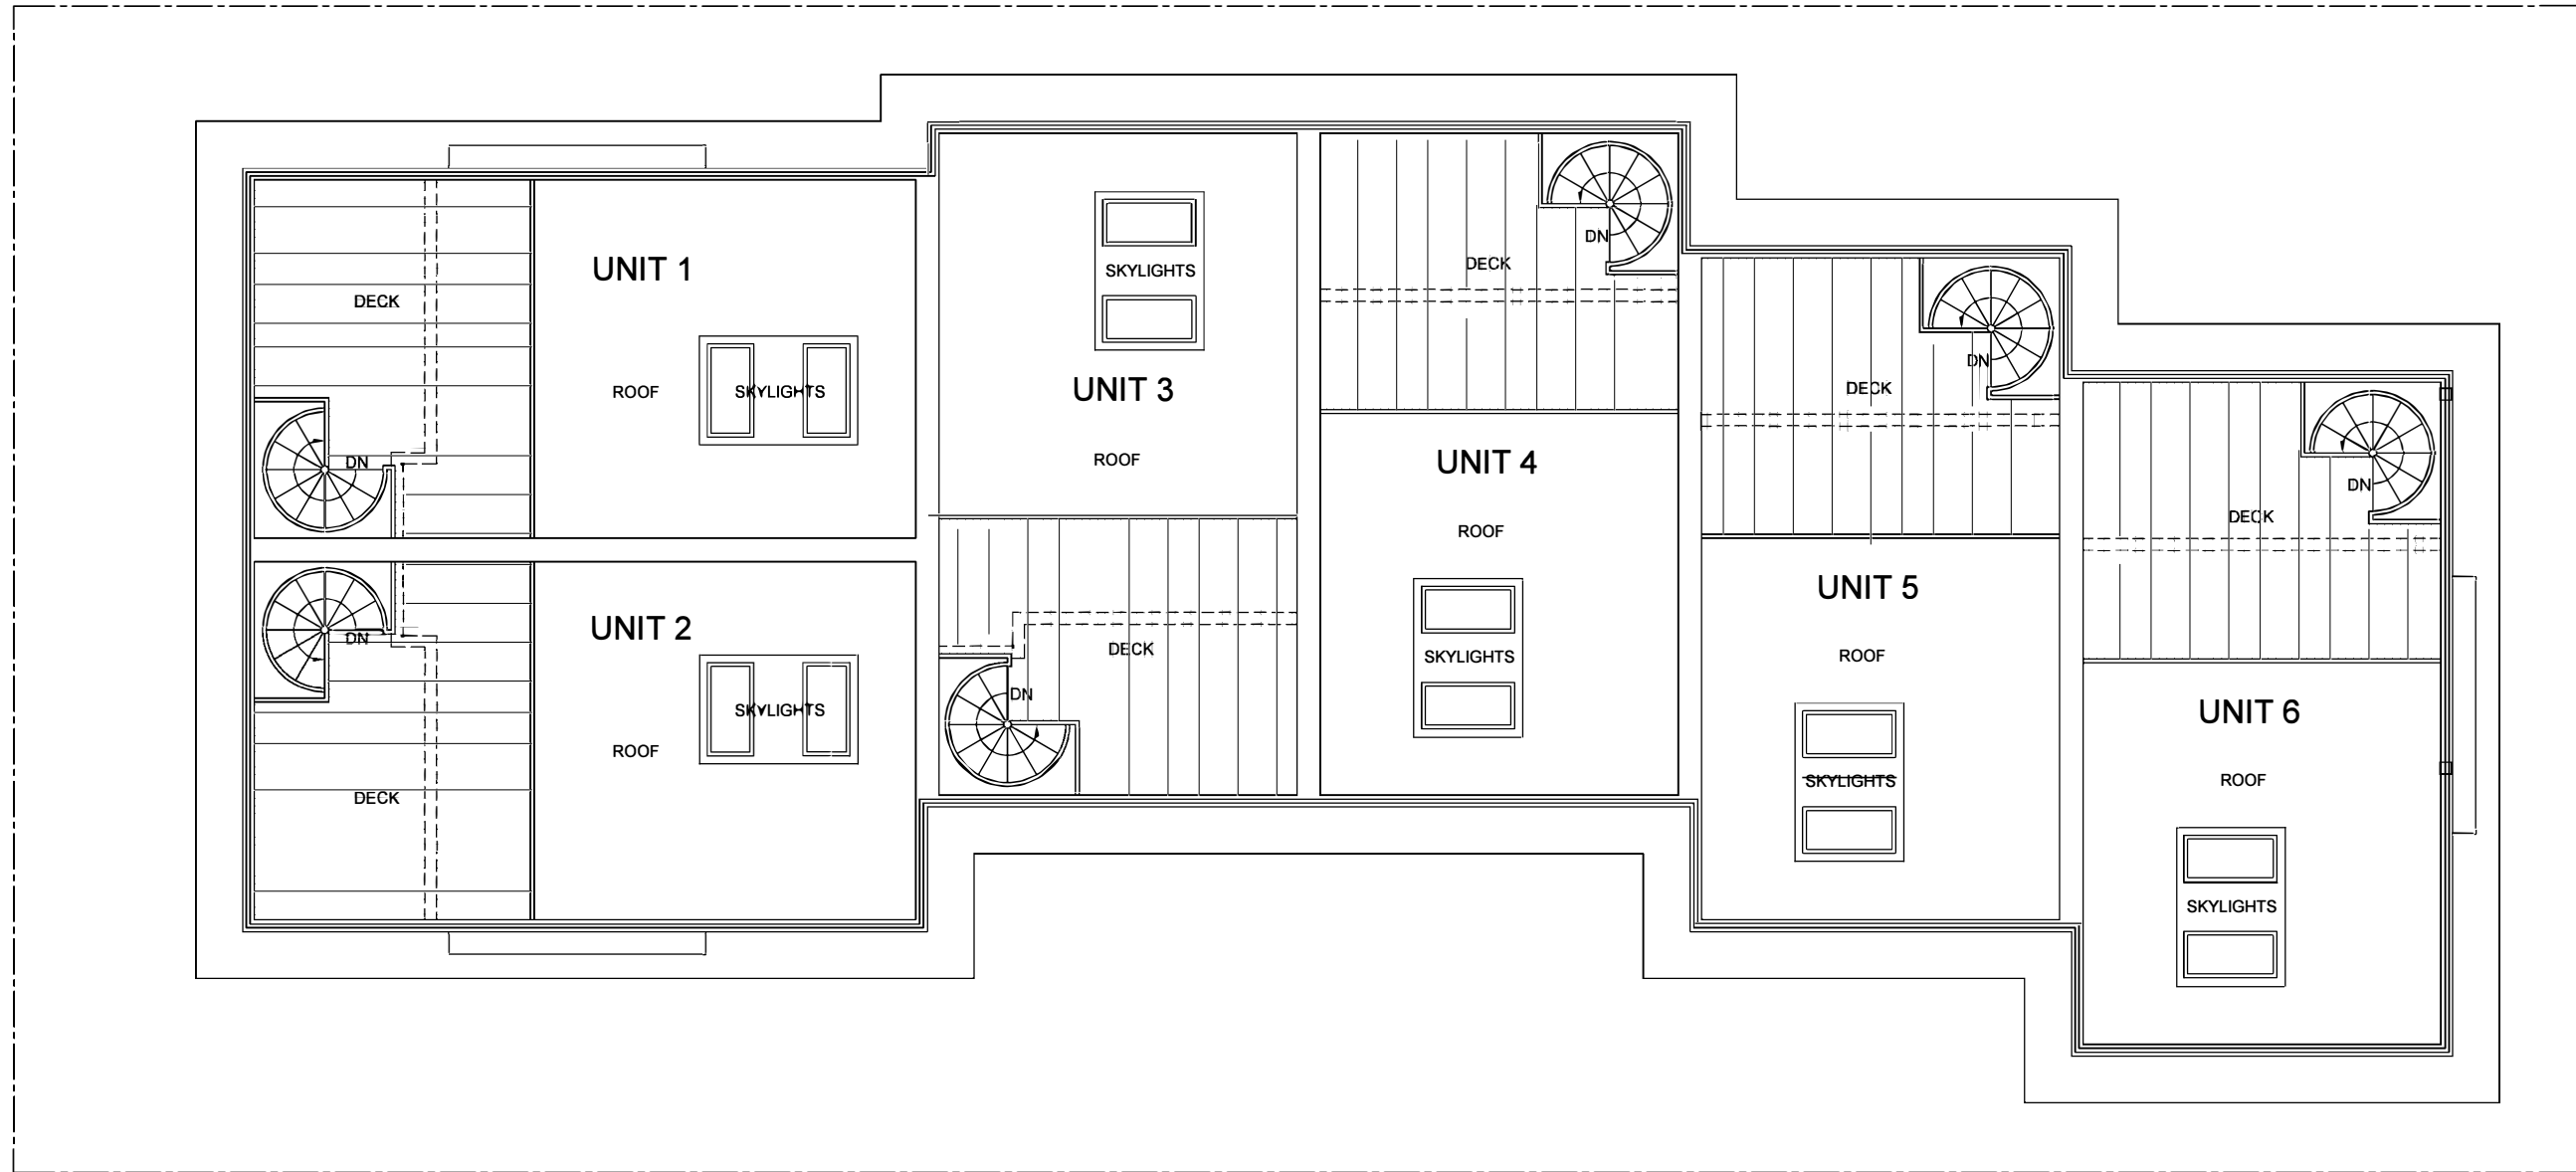 UNIT 1
DECK
ROOF
SKYLIGHTS
DN
UNIT 2
DN
ROOF
SKYLIGHTS
DECK
SKYLIGHTS
UNIT 3
ROOF
DECK
DN
DN
DECK
UNIT 4
ROOF
SKYLIGHTS
DN
DECK
UNIT 5
ROOF
SKYLIGHTS
DN
DECK
UNIT 6
ROOF
SKYLIGHTS